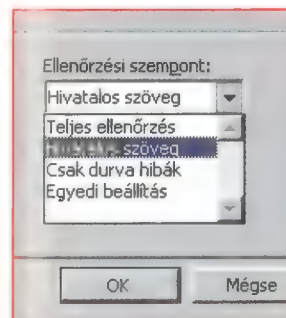 Ellenőrzési szempont:
Hivatalos szöveg
Teljes ellenőrzés
szöveg
Csak durva hibák
Egyedi beállítás
OK
Mégse